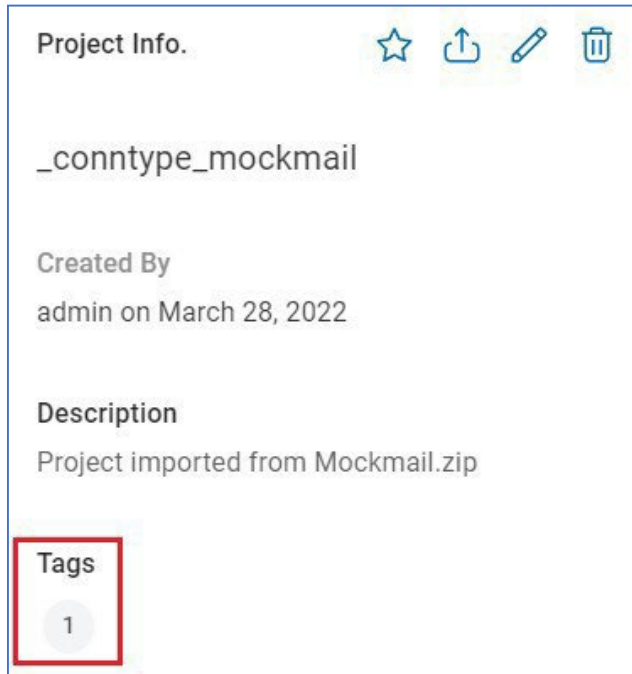 Project Info.
_conntype_mockmail
Created By
admin on March 28, 2022
Description
Project imported from Mockmail.zip
Tags
1